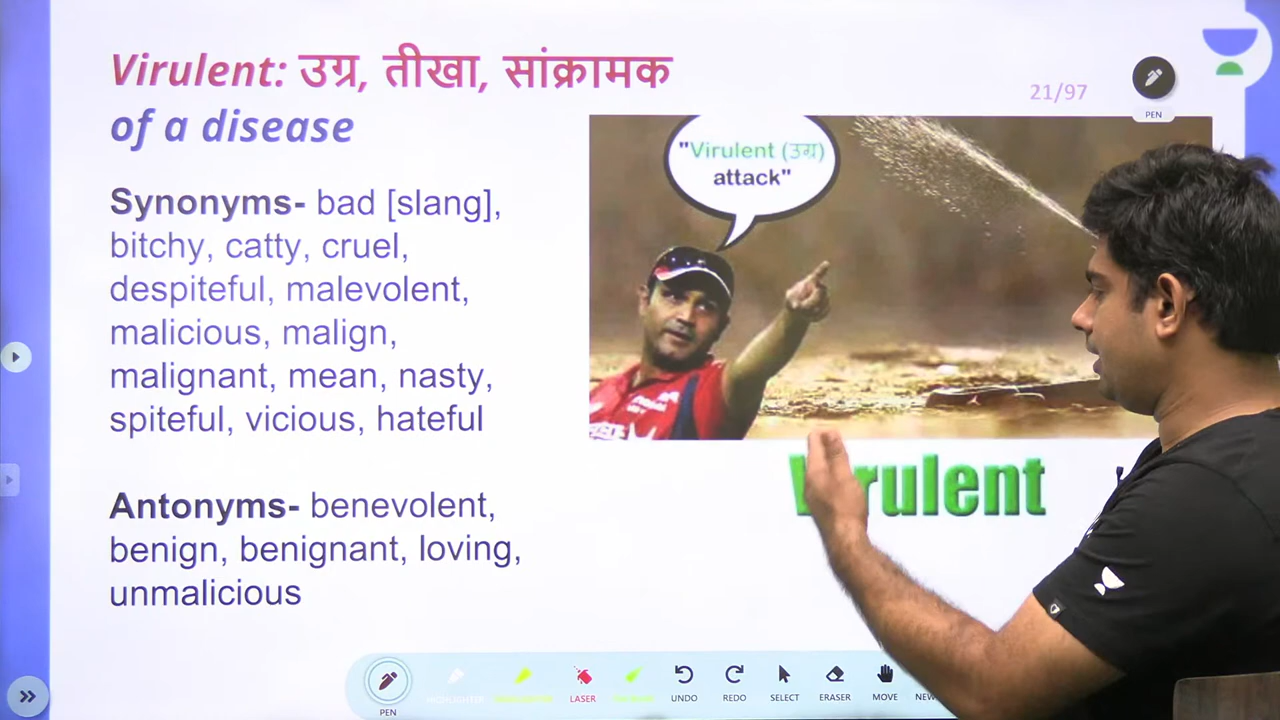 Virulent: उग्र, तीखा, सांक्रामक
of a disease
21/97
PEN
"Virulent (उग्र)
attack"
Synonyms- bad [slang],
bitchy, catty, cruel,
despiteful, malevolent,
malicious, malign,
malignant, mean, nasty,
spiteful, vicious, hateful
Virulent
Antonyms- benevolent,
benign, benignant, loving,
unmalicious
PEN HIGHLIGHTER LASER UNDO REDO SELECT ERASER MOVE NEW